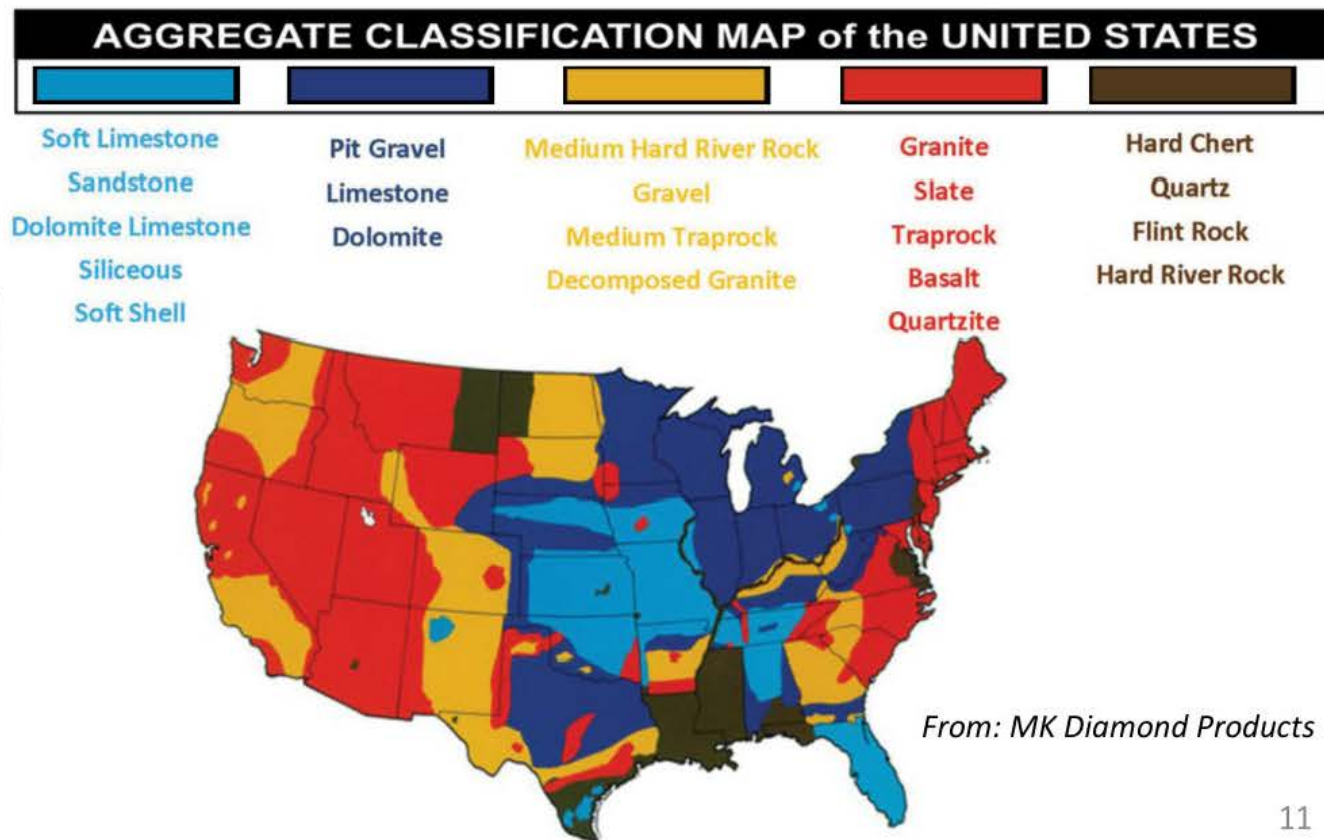 AGGREGATE CLASSIFICATION MAP of the UNITED STATES
Soft Limestone
Sandstone
Dolomite Limestone
Siliceous
Soft Shell
Pit Gravel
Limestone
Dolomite
Medium Hard River Rock
Gravel
Medium Traprock
Decomposed Granite
Granite
Slate
Traprock
Basalt
Quartzite
Hard Chert
Quartz
Flint Rock
Hard River Rock
From: MK Diamond Products
11